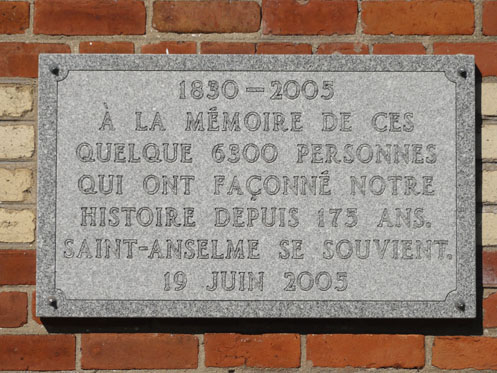 1830 — 2005
À LA MÉMOIRE DE CES
QUELQUE 6300 PERSONNES
QUI ONT FAÇONNÉ NOTRE
HISTOIRE DEPUIS 175 ANS.
SAINT-ANSELME SE SOUVIENT.
19 JUIN 2005